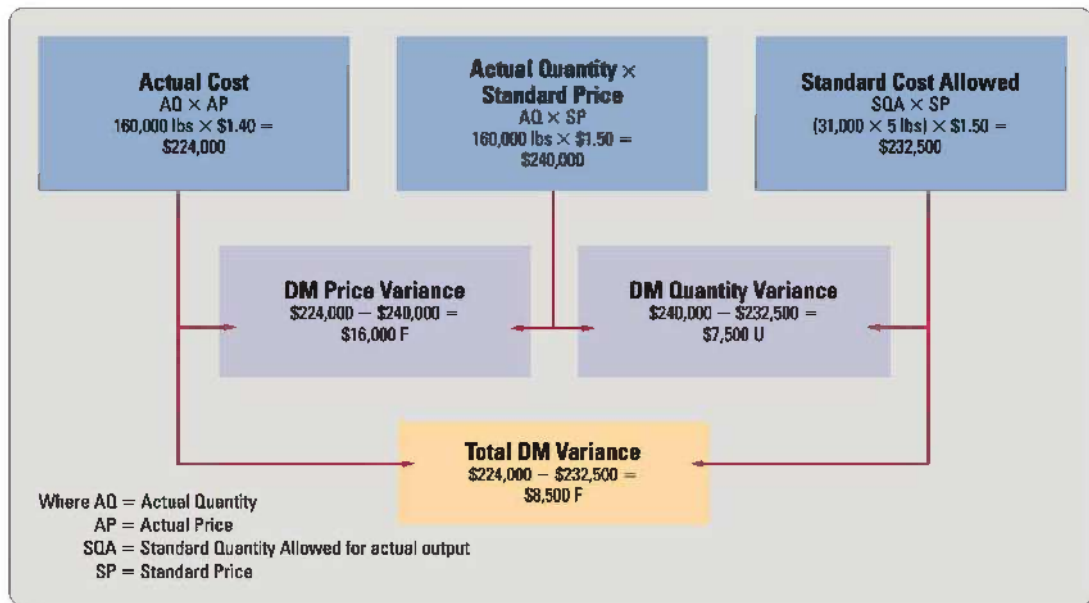 Actual Cost
AQ × AP
160,000 lbs × $1.40 =
$224,000
Actual Quantity ×
Standard Price
AQ × SP
160,000 lbs × $1.50 =
$240,000
Standard Cost Allowed
SQA × SP
(31,000 × 5 lbs) × $1.50 =
$232,500
DM Price Variance
$224,000 − $240,000 =
$16,000 F
DM Quantity Variance
$240,000 − $232,500 =
$7,500 U
Total DM Variance
$224,000 − $232,500 =
$8,500 F
Where AQ = Actual Quantity
AP = Actual Price
SQA = Standard Quantity Allowed for actual output
SP = Standard Price